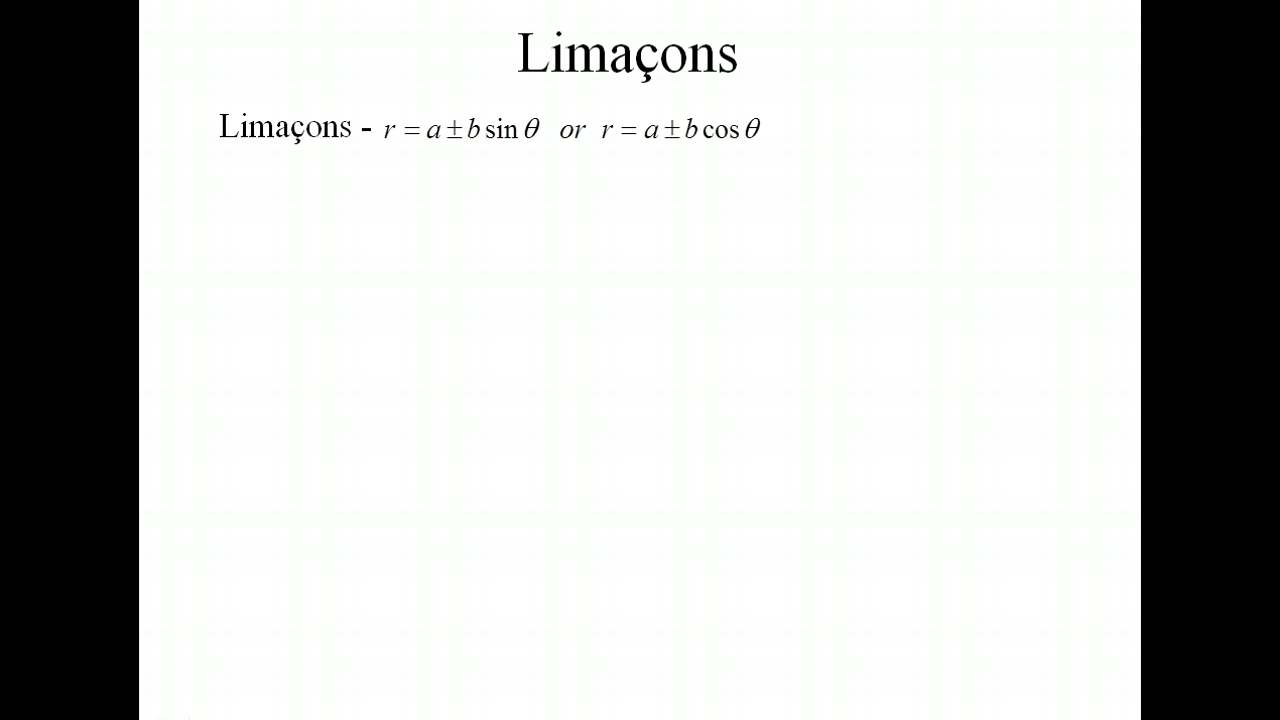 Limaçons
Limaçons - r = a ± b sin θ or r = a ± b cos θ